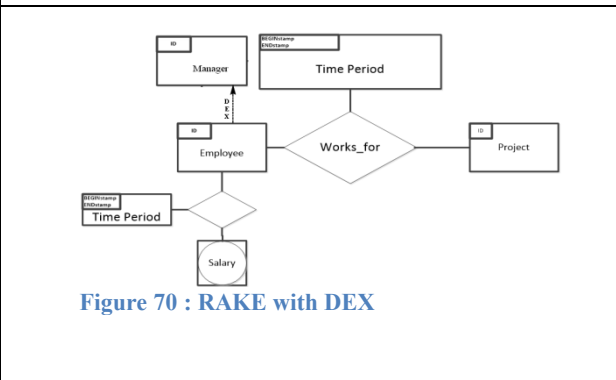 ID
Manager
BEGINstamp
ENDstamp
Time Period
D
E
X
ID
Employee
Works_for
ID
Project
BEGINstamp
ENDstamp
Time Period
Salary
Figure 70 : RAKE with DEX